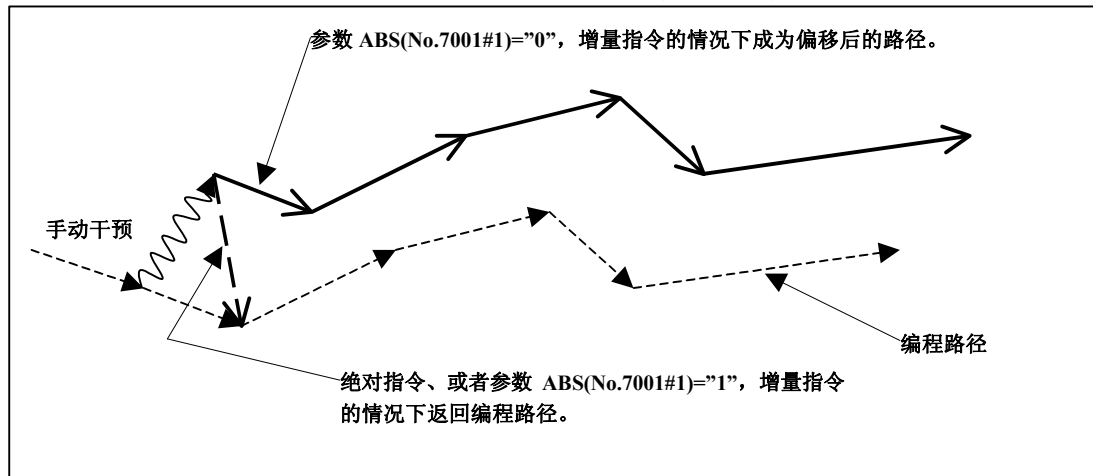 参数 ABS(No.7001#1)=”0”，增量指令的情况下成为偏移后的路径。
手动干预
编程路径
绝对指令、或者参数 ABS(No.7001#1)=”1”，增量指令
的情况下返回编程路径。